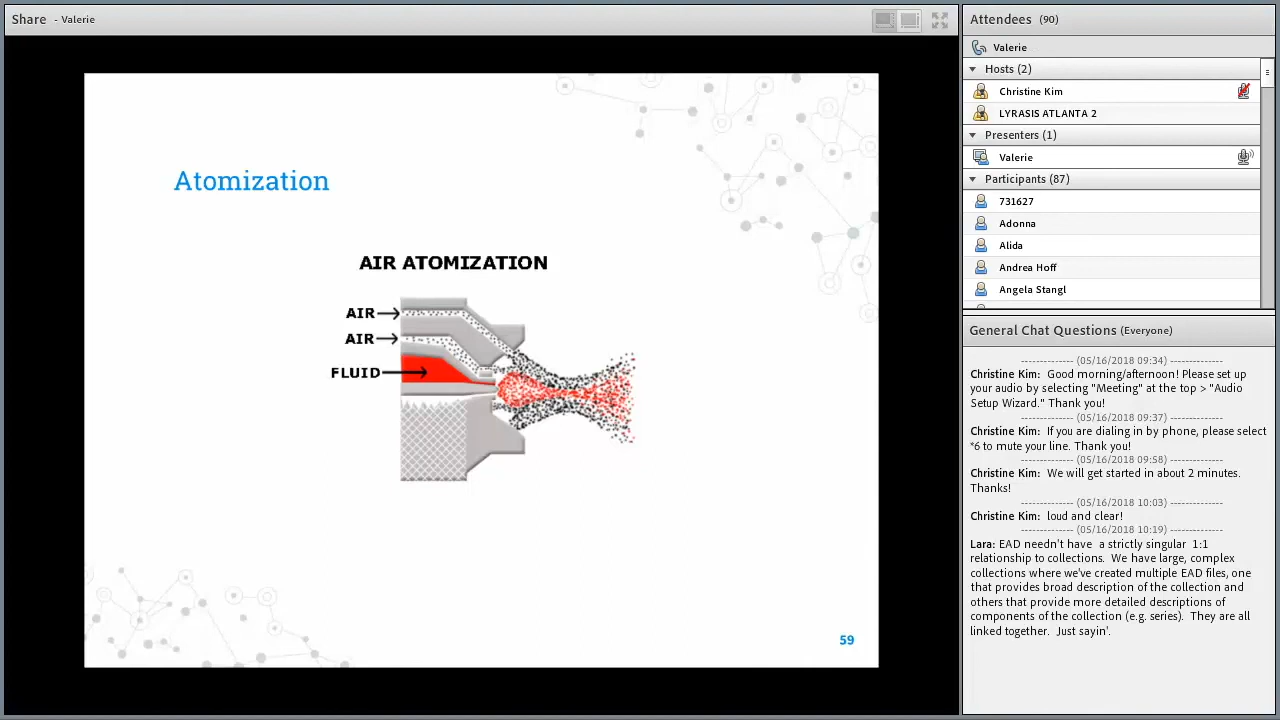 Share - Valerie
Atomization
AIR ATOMIZATION
AIR
AIR
FLUID
59
Attendees (90)
Valerie
Hosts (2)
Christine Kim
LYRASIS ATLANTA 2
Presenters (1)
Valerie
Participants (87)
731627
Adonna
Alida
Andrea Hoff
Angela Stangl
General Chat Questions (Everyone)
-------------- (05/16/2018 09:34) --------------
Christine Kim: Good morning/afternoon! Please set up
your audio by selecting "Meeting" at the top > "Audio
Setup Wizard." Thank you!
-------------- (05/16/2018 09:37) --------------
Christine Kim: If you are dialing in by phone, please select
*6 to mute your line. Thank you!
-------------- (05/16/2018 09:58) --------------
Christine Kim: We will get started in about 2 minutes.
Thanks!
-------------- (05/16/2018 10:03) --------------
Christine Kim: loud and clear!
-------------- (05/16/2018 10:19) --------------
Lara: EAD needn't have a strictly singular 1:1
relationship to collections. We have large, complex
collections where we've created multiple EAD files, one
that provides broad description of the collection and
others that provide more detailed descriptions of
components of the collection (e.g. series). They are all
linked together. Just sayin'.